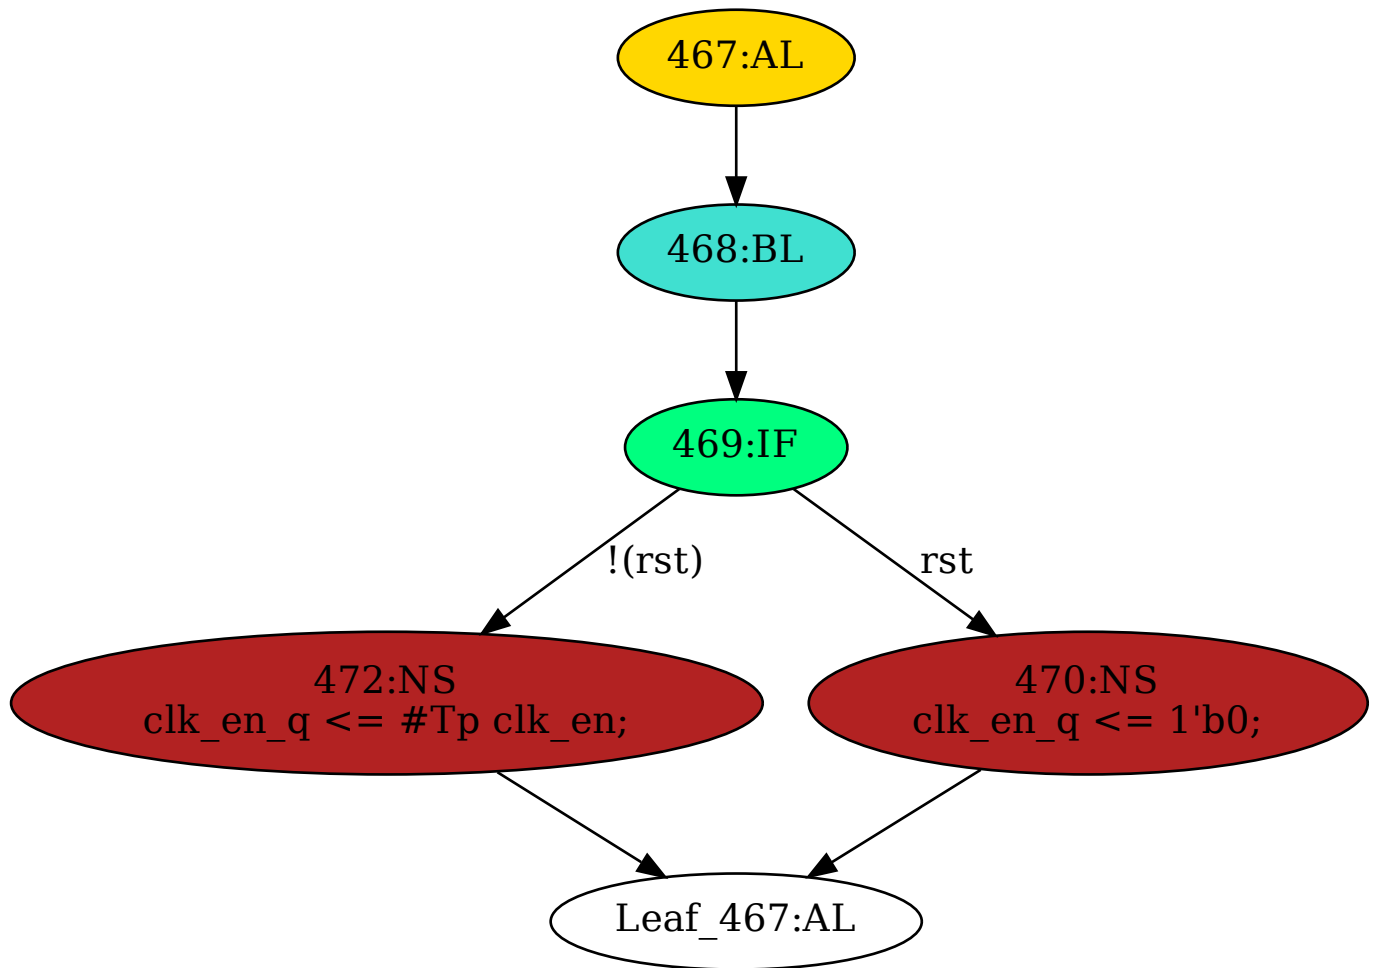 467:AL
468:BL
469:IF
!(rst)
rst
472:NS
clk_en_q <= #Tp clk_en;
470:NS
clk_en_q <= 1'b0;
Leaf_467:AL